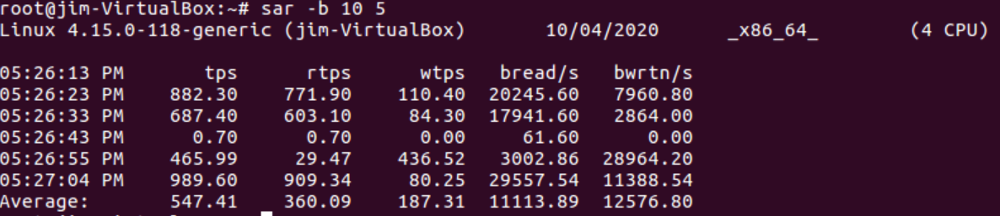 root@jim-VirtualBox:~# sar -b 10 5
Linux 4.15.0-118-generic (jim-VirtualBox) 10/04/2020 _x86_64_ (4 CPU)
05:26:13 PM tps rtps wtps bread/s bwrtn/s
05:26:23 PM 882.30 771.90 110.40 20245.60 7960.80
05:26:33 PM 687.40 603.10 84.30 17941.60 2864.00
05:26:43 PM 0.70 0.70 0.00 61.60 0.00
05:26:55 PM 465.99 29.47 436.52 3002.86 28964.20
05:27:04 PM 989.60 909.34 80.25 29557.54 11388.54
Average: 547.41 360.09 187.31 11113.89 12576.80